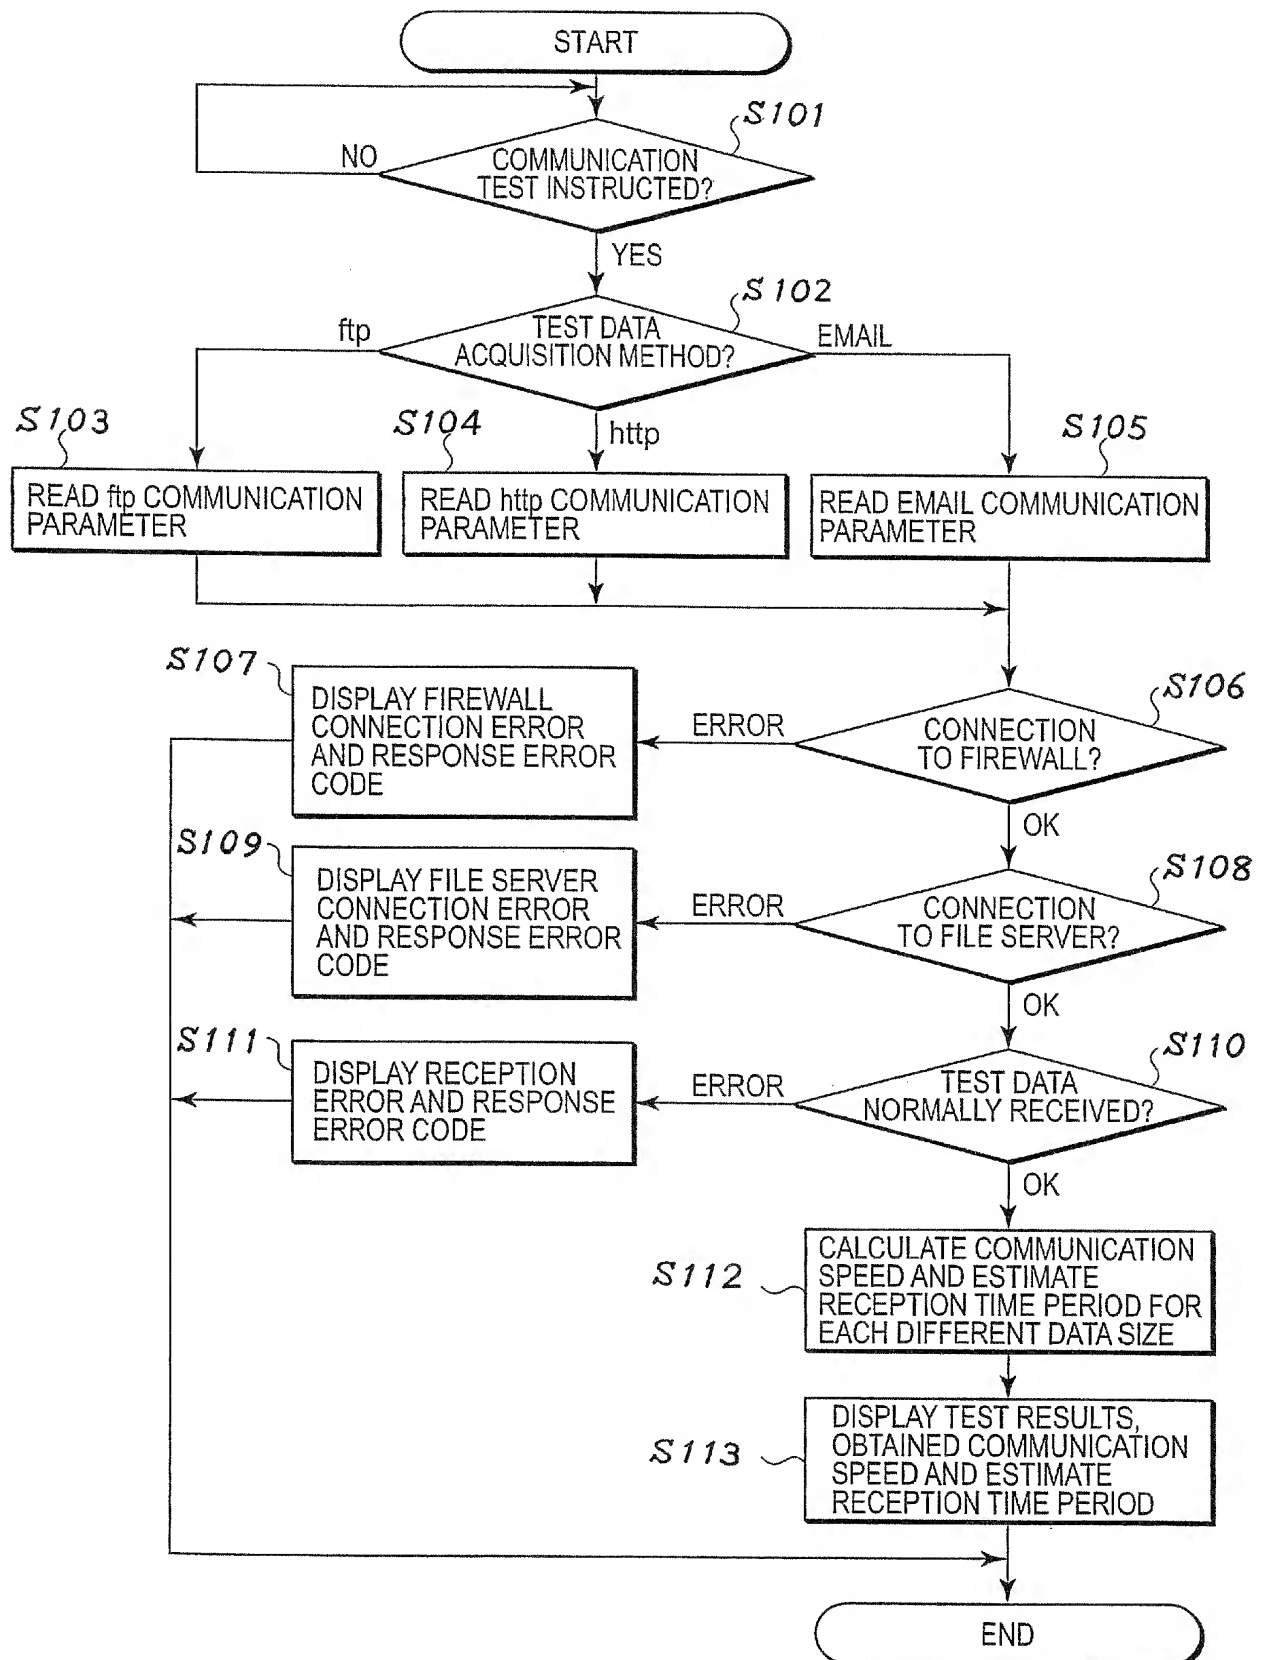 START
S101
NO
COMMUNICATION
TEST INSTRUCTED?
YES
S102
ftp
TEST DATA
ACQUISITION METHOD?
EMAIL
S103
S104
http
S105
READ ftp COMMUNICATION
PARAMETER
READ http COMMUNICATION
PARAMETER
READ EMAIL COMMUNICATION
PARAMETER
S107
DISPLAY FIREWALL
CONNECTION ERROR
AND RESPONSE ERROR
CODE
ERROR
S106
CONNECTION
TO FIREWALL?
OK
S109
DISPLAY FILE SERVER
CONNECTION ERROR
AND RESPONSE ERROR
CODE
ERROR
S108
CONNECTION
TO FILE SERVER?
OK
S111
DISPLAY RECEPTION
ERROR AND RESPONSE
ERROR CODE
ERROR
S110
TEST DATA
NORMALLY RECEIVED?
OK
S112
CALCULATE COMMUNICATION
SPEED AND ESTIMATE
RECEPTION TIME PERIOD FOR
EACH DIFFERENT DATA SIZE
S113
DISPLAY TEST RESULTS,
OBTAINED COMMUNICATION
SPEED AND ESTIMATE
RECEPTION TIME PERIOD
END